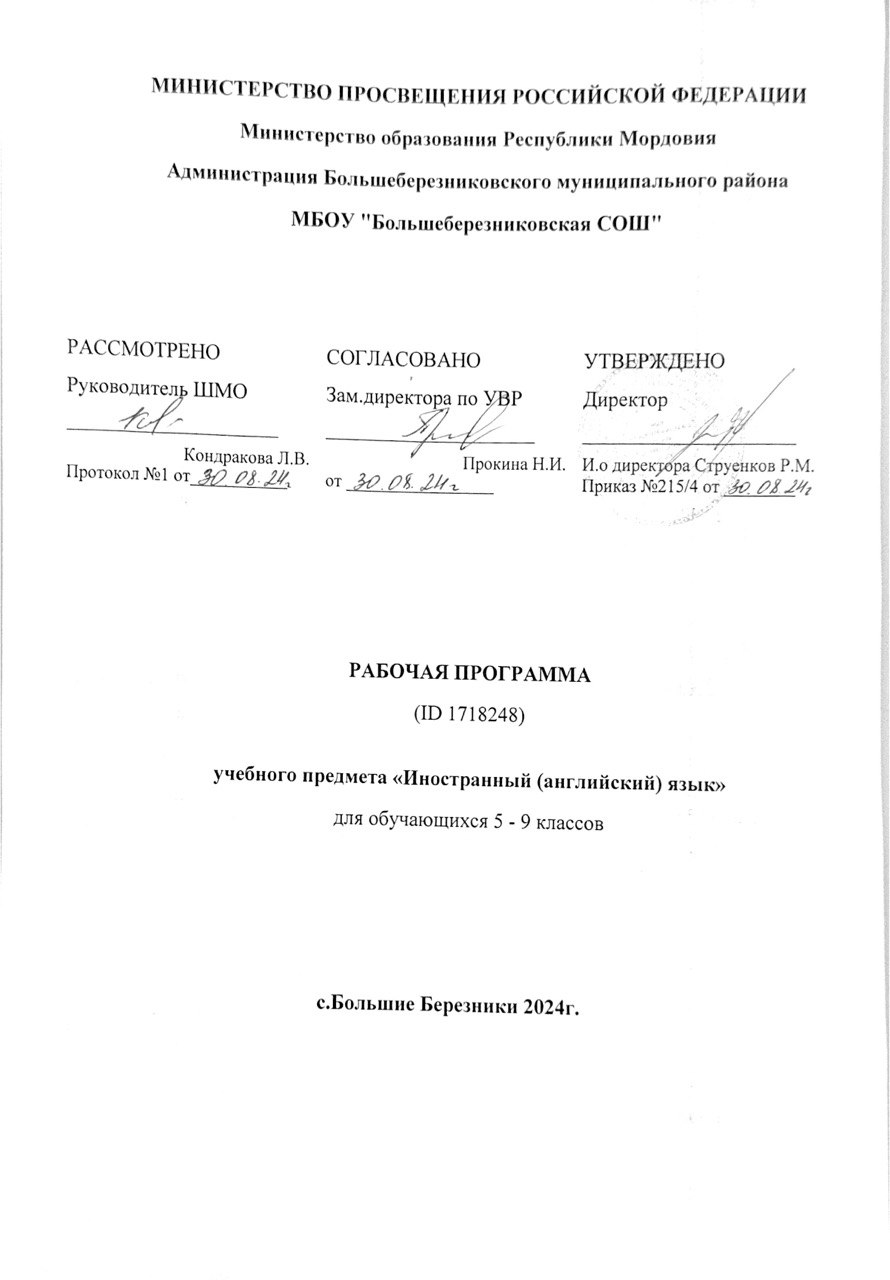 МИНИСТЕРСТВО ПРОСВЕЩЕНИЯ РОССИЙСКОЙ ФЕДЕРАЦИИ
Министерство образования Республики Мордовия
Администрация Большеберезниковского муниципального района
МБОУ "Большеберезниковская СОШ"
РАССМОТРЕНО
Руководитель ШМО
Кондракова Л.В.
Протокол №1 от 30.08.24г
СОГЛАСОВАНО
Зам.директора по УВР
Прокина Н.И.
от 30.08.24г
УТВЕРЖДЕНО
Директор
И.о директора Струенков Р.М.
Приказ №215/4 от 30.08.24г
РАБОЧАЯ ПРОГРАММА
(ID 1718248)
учебного предмета «Иностранный (английский) язык»
для обучающихся 5 - 9 классов
с.Большие Березники 2024г.